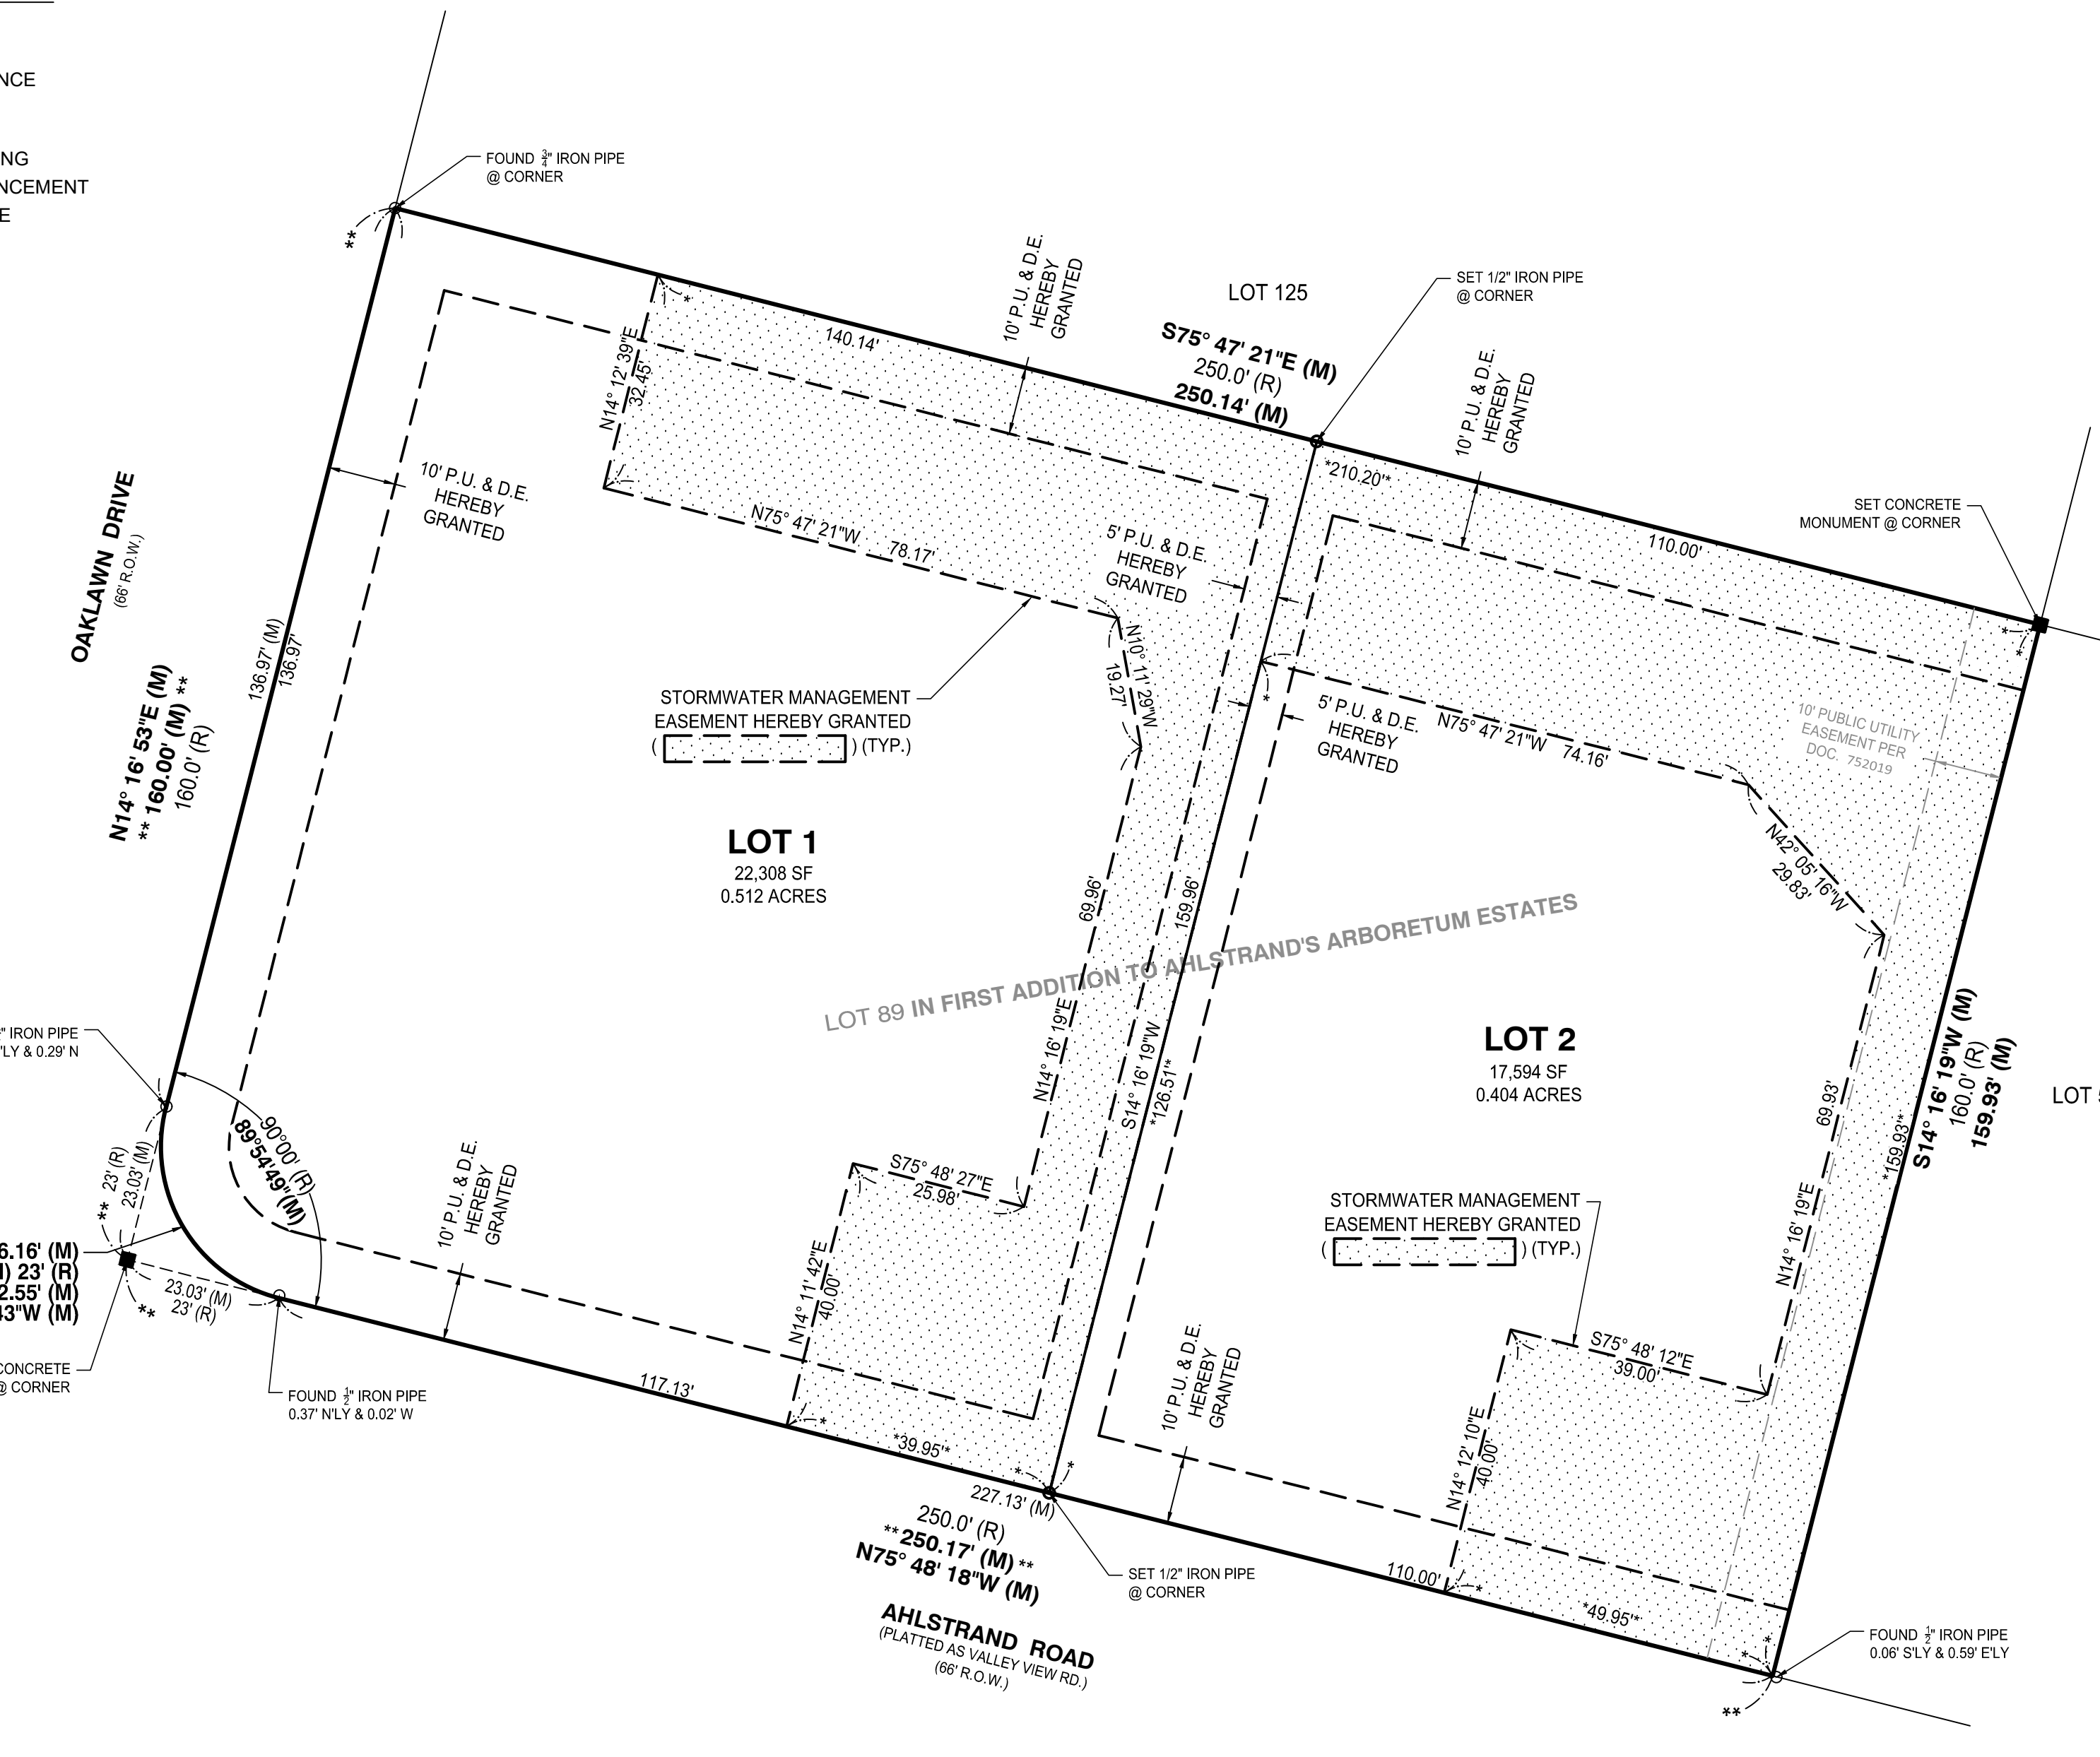 NCE
NG
NCEMENT
E
FOUND 3/4" IRON PIPE
@ CORNER
**
10' P.U. & D.E.
HEREBY
GRANTED
LOT 125
SET 1/2" IRON PIPE
@ CORNER
S75° 47' 21"E (M)
250.0' (R)
250.14' (M)
140.14'
N14° 12' 39"E
32.45'
*
10' P.U. & D.E.
HEREBY
GRANTED
*210.20'*
SET CONCRETE
MONUMENT @ CORNER
110.00'
*
*
10' P.U. & D.E.
HEREBY
GRANTED
OAKLAWN DRIVE
(66' R.O.W.)
N75° 47' 21"W 78.17'
5' P.U. & D.E.
HEREBY
GRANTED
N10° 11' 29"W
19.27'
136.97' (M)
136.97'
N14° 16' 53"E (M)
** 160.00' (M) **
160.0' (R)
STORMWATER MANAGEMENT
EASEMENT HEREBY GRANTED
( ) (TYP.)
*
5' P.U. & D.E.
HEREBY
GRANTED
N75° 47' 21"W 74.16'
10' PUBLIC UTILITY
EASEMENT PER
DOC. 752019
LOT 1
22,308 SF
0.512 ACRES
N42° 05' 16"W
29.83'
69.96'
N14° 16' 19"E
159.96'
S14° 16' 19"W
*126.51'*
LOT 89 IN FIRST ADDITION TO AHLSTRAND'S ARBORETUM ESTATES
LOT 2
17,594 SF
0.404 ACRES
69.93'
N14° 16' 19"E
*159.93'*
S14° 16' 19"W (M)
160.0' (R)
159.93' (M)
LOT
" IRON PIPE
'LY & 0.29' N
90°00' (R)
89°54'49"(M)
** 23' (R)
23.03' (M)
6.16' (M)
) 23' (R)
2.55' (M)
43"W (M)
23.03' (M)
23' (R)
**
CONCRETE
@ CORNER
FOUND 1/2" IRON PIPE
0.37' N'LY & 0.02' W
10' P.U. & D.E.
HEREBY
GRANTED
S75° 48' 27"E
25.98'
N14° 11' 42"E
40.00'
117.13'
*
*39.95'*
*
*
STORMWATER MANAGEMENT
EASEMENT HEREBY GRANTED
( ) (TYP.)
S75° 48' 12"E
39.00'
N14° 12' 10"E
40.00'
10' P.U. & D.E.
HEREBY
GRANTED
227.13' (M)
250.0' (R)
**250.17' (M)**
N75° 48' 18"W (M)
SET 1/2" IRON PIPE
@ CORNER
110.00'
*
*49.95'*
*
*
AHLSTRAND ROAD
(PLATTED AS VALLEY VIEW RD.)
(66' R.O.W.)
FOUND 1/2" IRON PIPE
0.06' S'LY & 0.59' E'LY
**